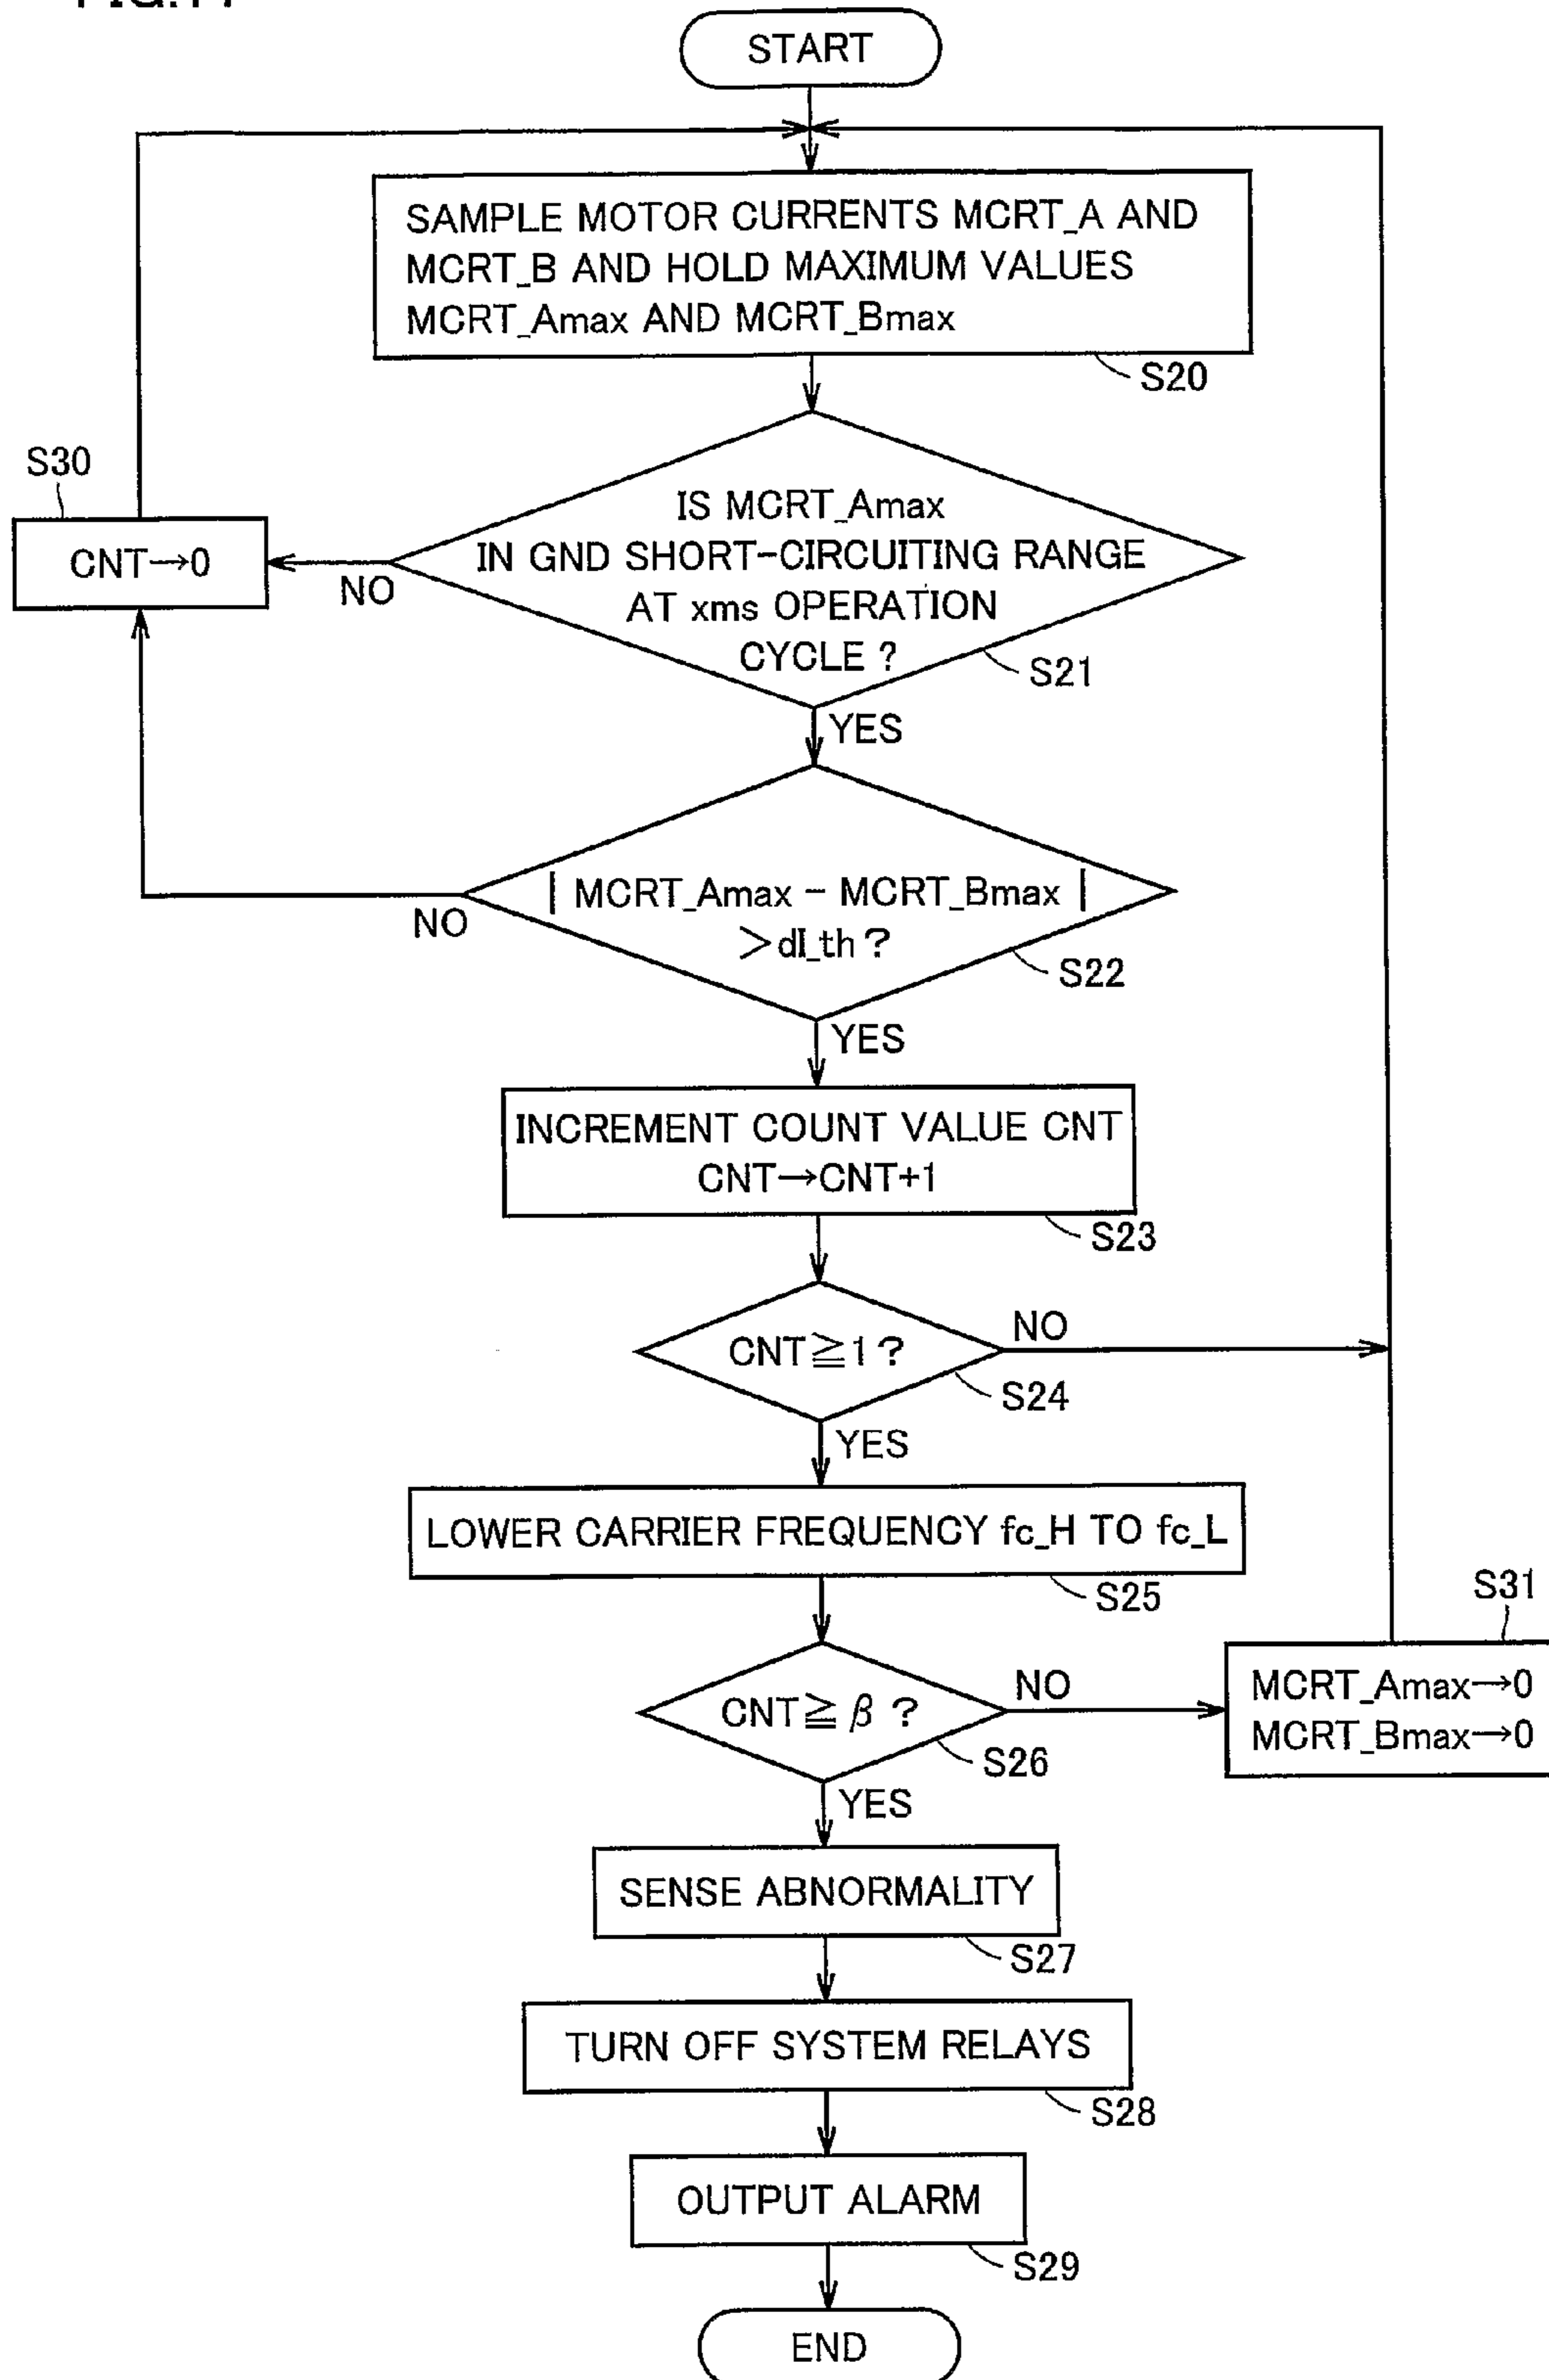 START
SAMPLE MOTOR CURRENTS MCRT_A AND
MCRT_B AND HOLD MAXIMUM VALUES
MCRT_Amax AND MCRT_Bmax
S20
S30
CNT→0
IS MCRT_Amax
IN GND SHORT-CIRCUITING RANGE
AT xms OPERATION
CYCLE ?
NO
S21
YES
| MCRT_Amax - MCRT_Bmax |
>dI_th ?
NO
S22
YES
INCREMENT COUNT VALUE CNT
CNT→CNT+1
S23
CNT≧1 ?
NO
S24
YES
LOWER CARRIER FREQUENCY fc_H TO fc_L
S25
S31
CNT≧ β ?
NO
MCRT_Amax→0
MCRT_Bmax→0
S26
YES
SENSE ABNORMALITY
S27
TURN OFF SYSTEM RELAYS
S28
OUTPUT ALARM
S29
END